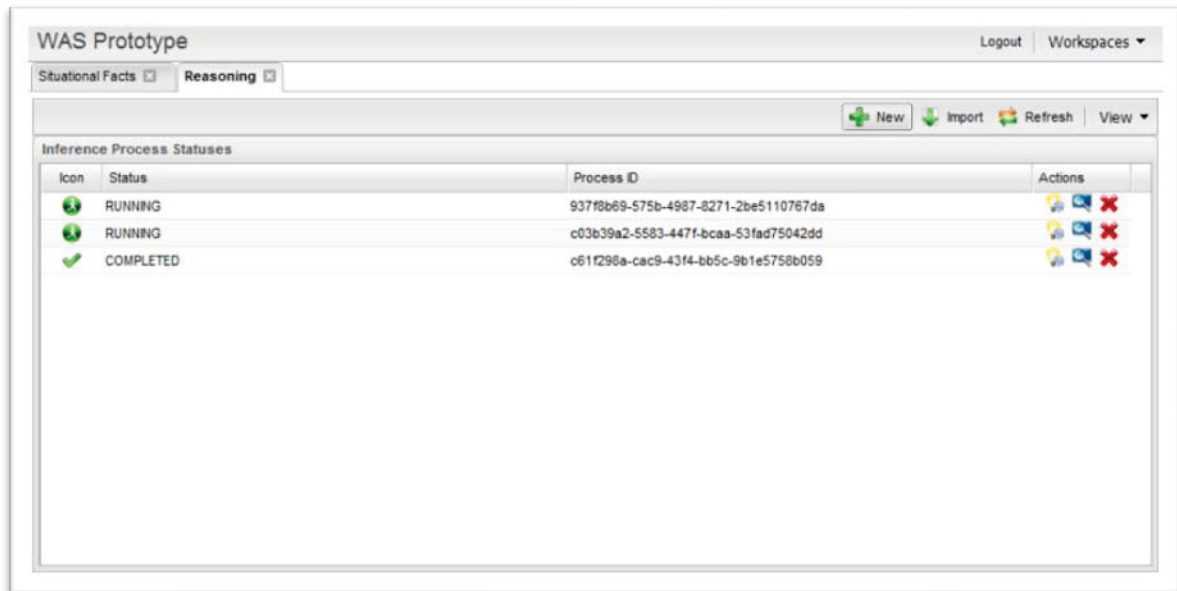 WAS Prototype Logout Workspaces
Situational Facts Reasoning
New Import Refresh View
Inference Process Statuses
Icon Status Process ID Actions
RUNNING 937f8b69-575b-4987-8271-2be5110767da
RUNNING c03b39a2-5583-447f-bcaa-53fad75042dd
COMPLETED c61f298a-cac9-43f4-bb5c-9b1e5758b059